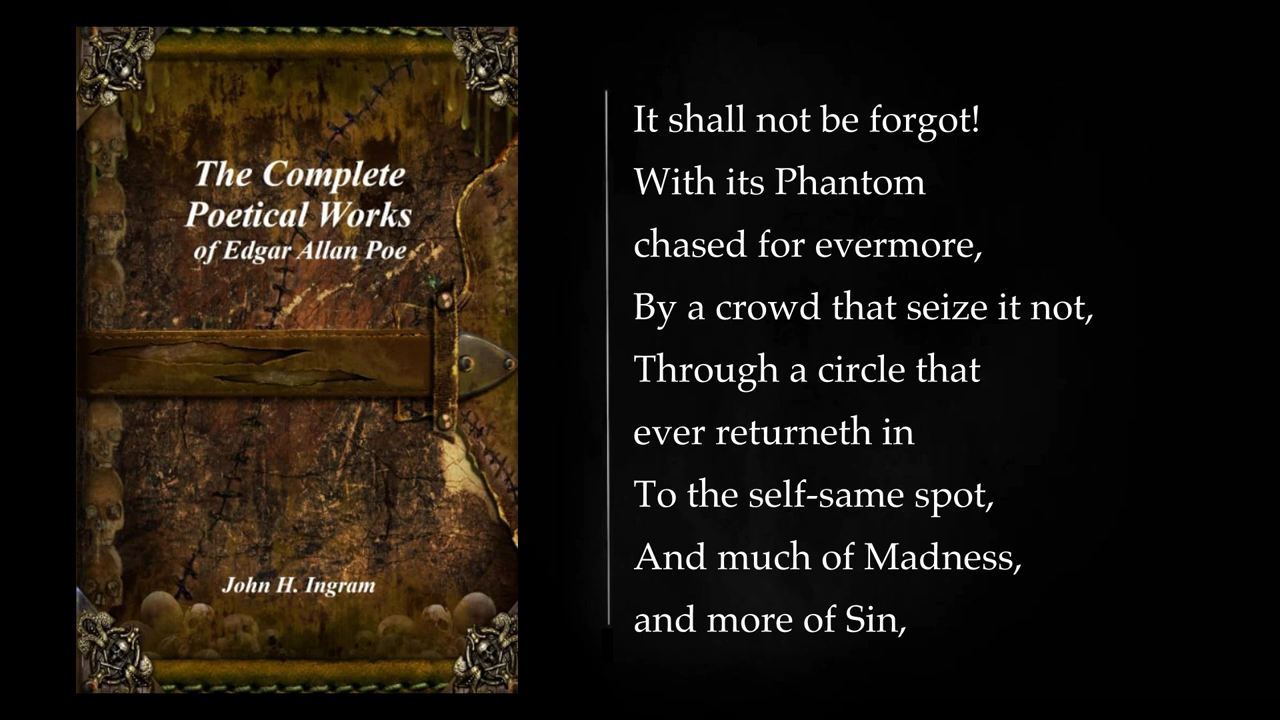 The Complete
Poetical Works
of Edgar Allan Poe
John H. Ingram
It shall not be forgot!
With its Phantom
chased for evermore,
By a crowd that seize it not,
Through a circle that
ever returneth in
To the self-same spot,
And much of Madness,
and more of Sin,